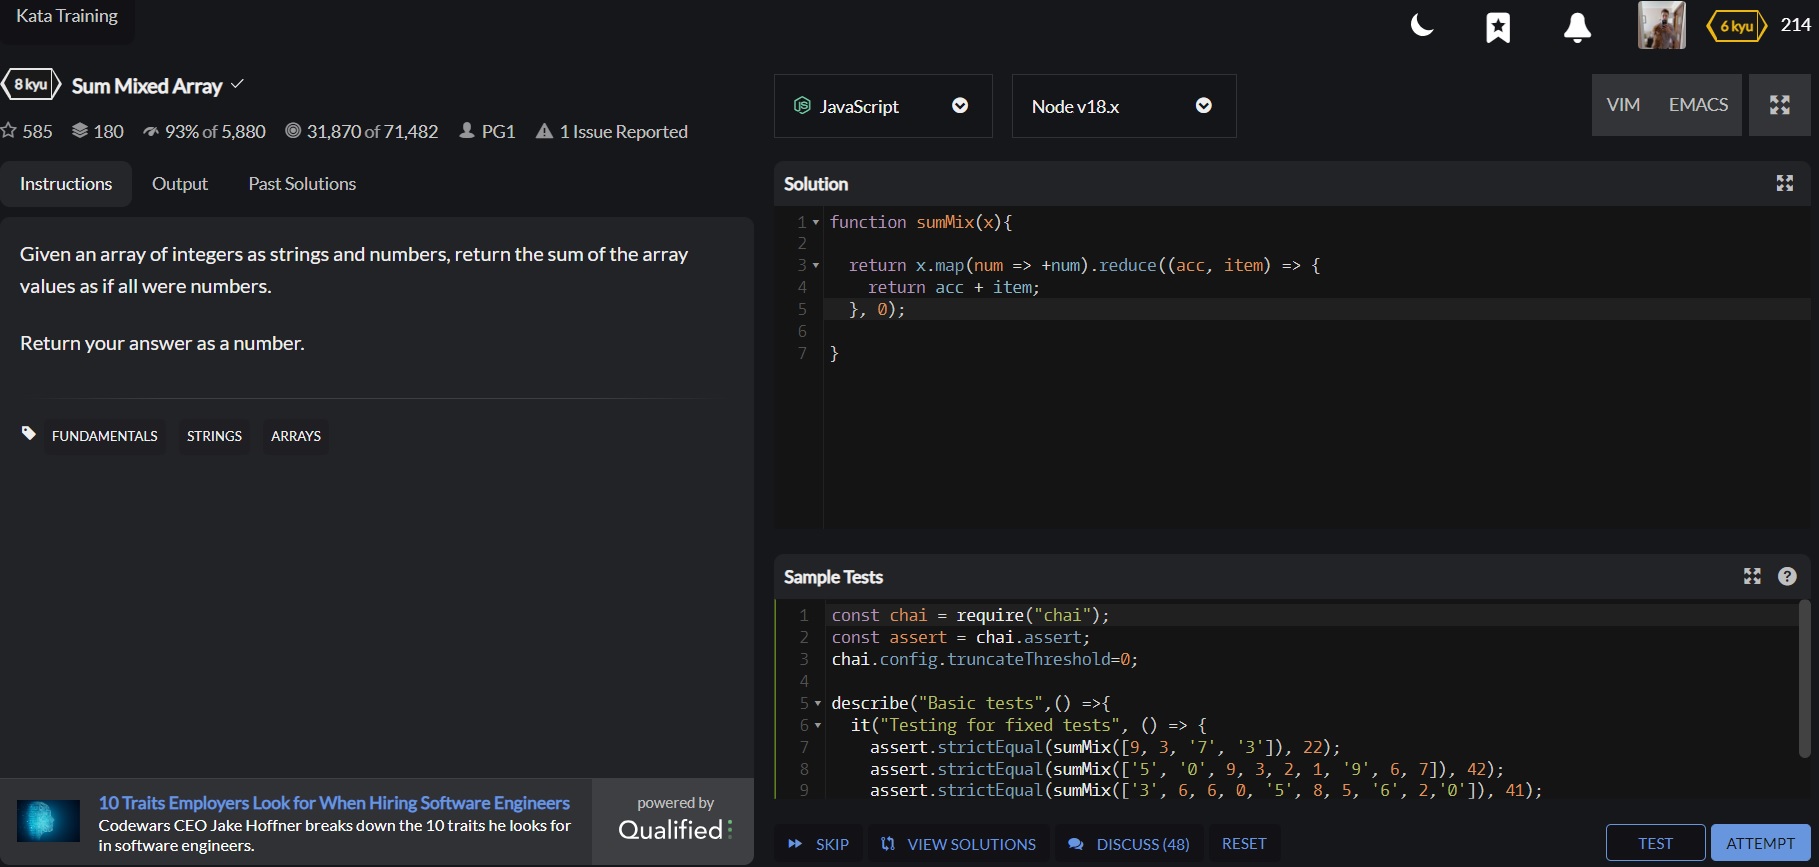 Kata Training
6 kyu 214
8 kyu Sum Mixed Array
585 180 93% of 5,880 31,870 of 71,482 PG1 1 Issue Reported
Instructions Output Past Solutions
Given an array of integers as strings and numbers, return the sum of the array
values as if all were numbers.
Return your answer as a number.
FUNDAMENTALS STRINGS ARRAYS
10 Traits Employers Look for When Hiring Software Engineers
Codewars CEO Jake Hoffner breaks down the 10 traits he looks for
in software engineers.
powered by
Qualified
JS JavaScript Node v18.x VIM EMACS
Solution
1 function sumMix(x){
2
3 return x.map(num => +num).reduce((acc, item) => {
4 return acc + item;
5 }, 0);
6
7 }
Sample Tests
1 const chai = require("chai");
2 const assert = chai.assert;
3 chai.config.truncateThreshold=0;
4
5 describe("Basic tests",() =>{
6 it("Testing for fixed tests", () => {
7 assert.strictEqual(sumMix([9, 3, '7', '3']), 22);
8 assert.strictEqual(sumMix(['5', '0', 9, 3, 2, 1, '9', 6, 7]), 42);
9 assert.strictEqual(sumMix(['3', 6, 6, 0, '5', 8, 5, '6', 2,'0']), 41);
SKIP VIEW SOLUTIONS DISCUSS (48) RESET TEST ATTEMPT